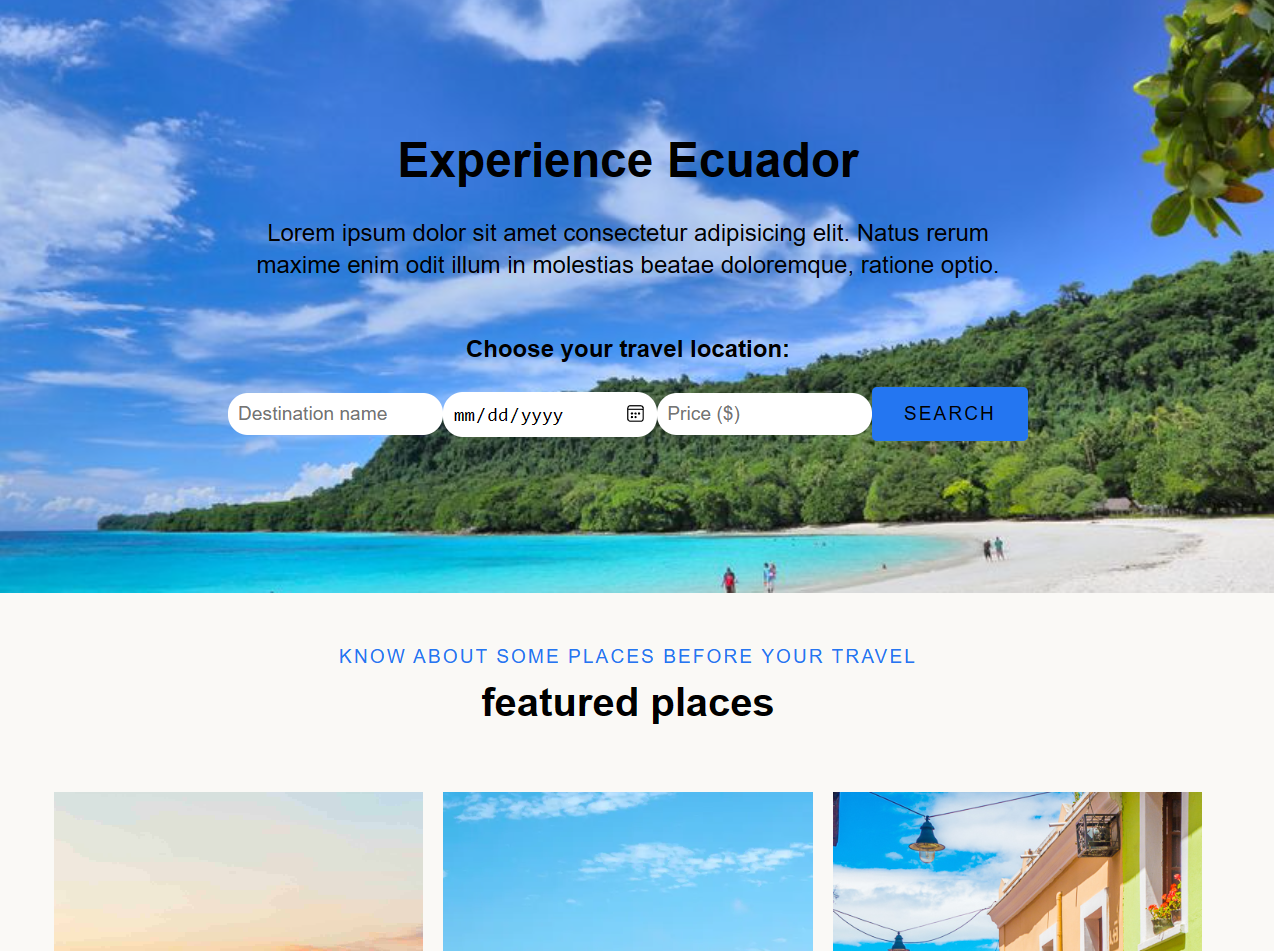 Experience Ecuador
Lorem ipsum dolor sit amet consectetur adipisicing elit. Natus rerum
maxime enim odit illum in molestias beatae doloremque, ratione optio.
Choose your travel location:
Destination name mm/dd/yyyy Price ($) SEARCH
KNOW ABOUT SOME PLACES BEFORE YOUR TRAVEL
featured places